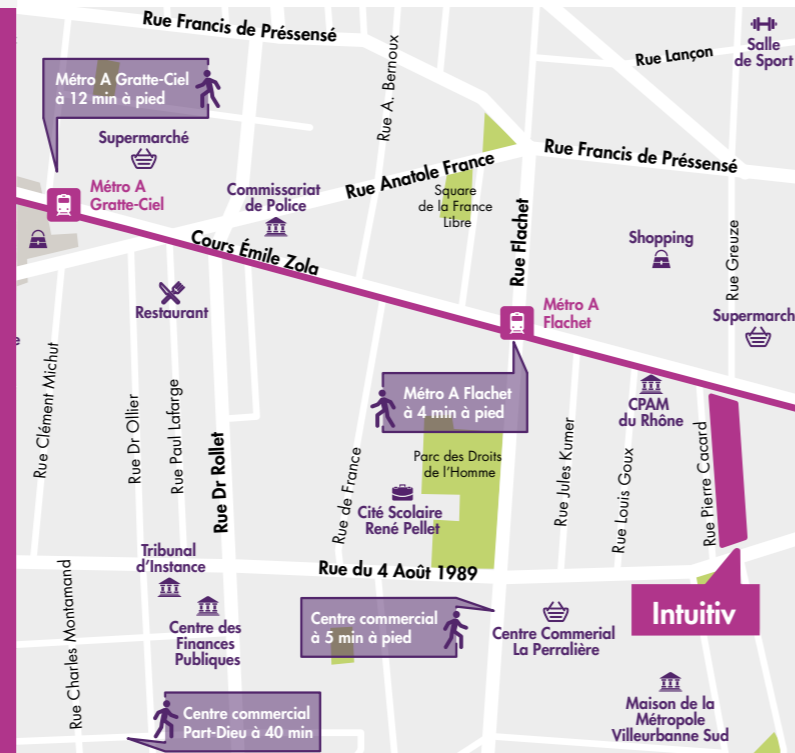 Rue Francis de Préssensé
Salle
de Sport
Rue Lançon
Métro A Gratte-Ciel
à 12 min à pied
Rue A. Bernoux
Supermarché
Rue Francis de Préssensé
Rue Anatole France
Métro A
Gratte-Ciel
Commissariat
de Police
Square
de la France
Libre
Rue Flachet
Shopping
Rue Greuze
Cours Émile Zola
Restaurant
Métro A
Flachet
Supermarch
e
Rue Clément Michut
Rue Dr Ollier
Rue Paul Lafarge
Rue Dr Rollet
Métro A Flachet
à 4 min à pied
CPAM
du Rhône
Rue de France
Parc des Droits
de l'Homme
Rue Jules Kumer
Rue Louis Goux
Rue Pierre Cacard
Cité Scolaire
René Pellet
Tribunal
d'Instance
Rue du 4 Août 1989
Rue Charles Montamand
Centre des
Finances
Publiques
Centre commercial
à 5 min à pied
Centre Commerial
La Perralière
Intuitiv
Maison de la
Métropole
Villeurbanne Sud
Centre commercial
Part-Dieu à 40 min